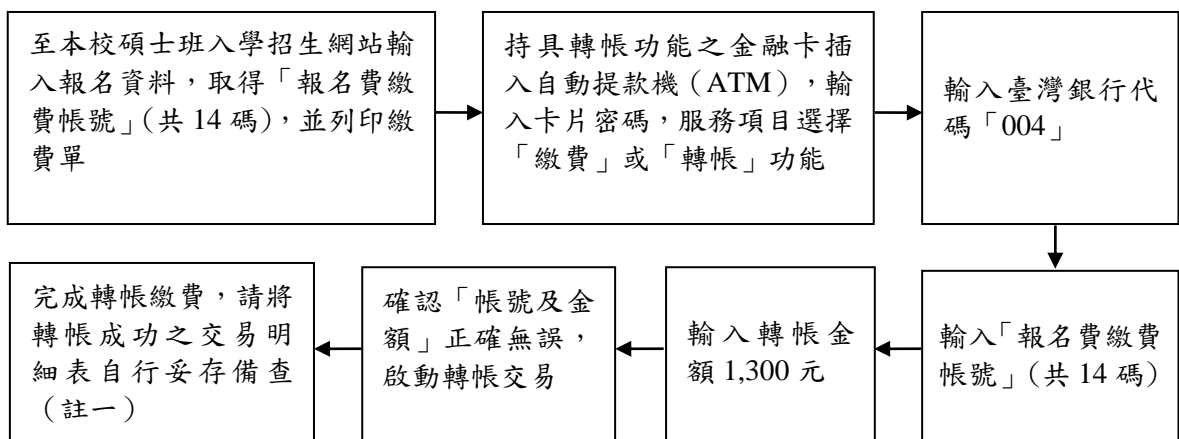 至本校碩士班入學招生網站輸
入報名資料，取得「報名費繳
費帳號」(共 14 碼)，並列印繳
費單
持具轉帳功能之金融卡插
入自動提款機（ATM），輸
入卡片密碼，服務項目選擇
「繳費」或「轉帳」功能
輸入臺灣銀行代
碼「004」
輸入「報名費繳費
帳號」(共 14 碼)
輸入轉帳金
額 1,300 元
確認「帳號及金
額」正確無誤，
啟動轉帳交易
完成轉帳繳費，請將
轉帳成功之交易明
細表自行妥存備查
（註一）